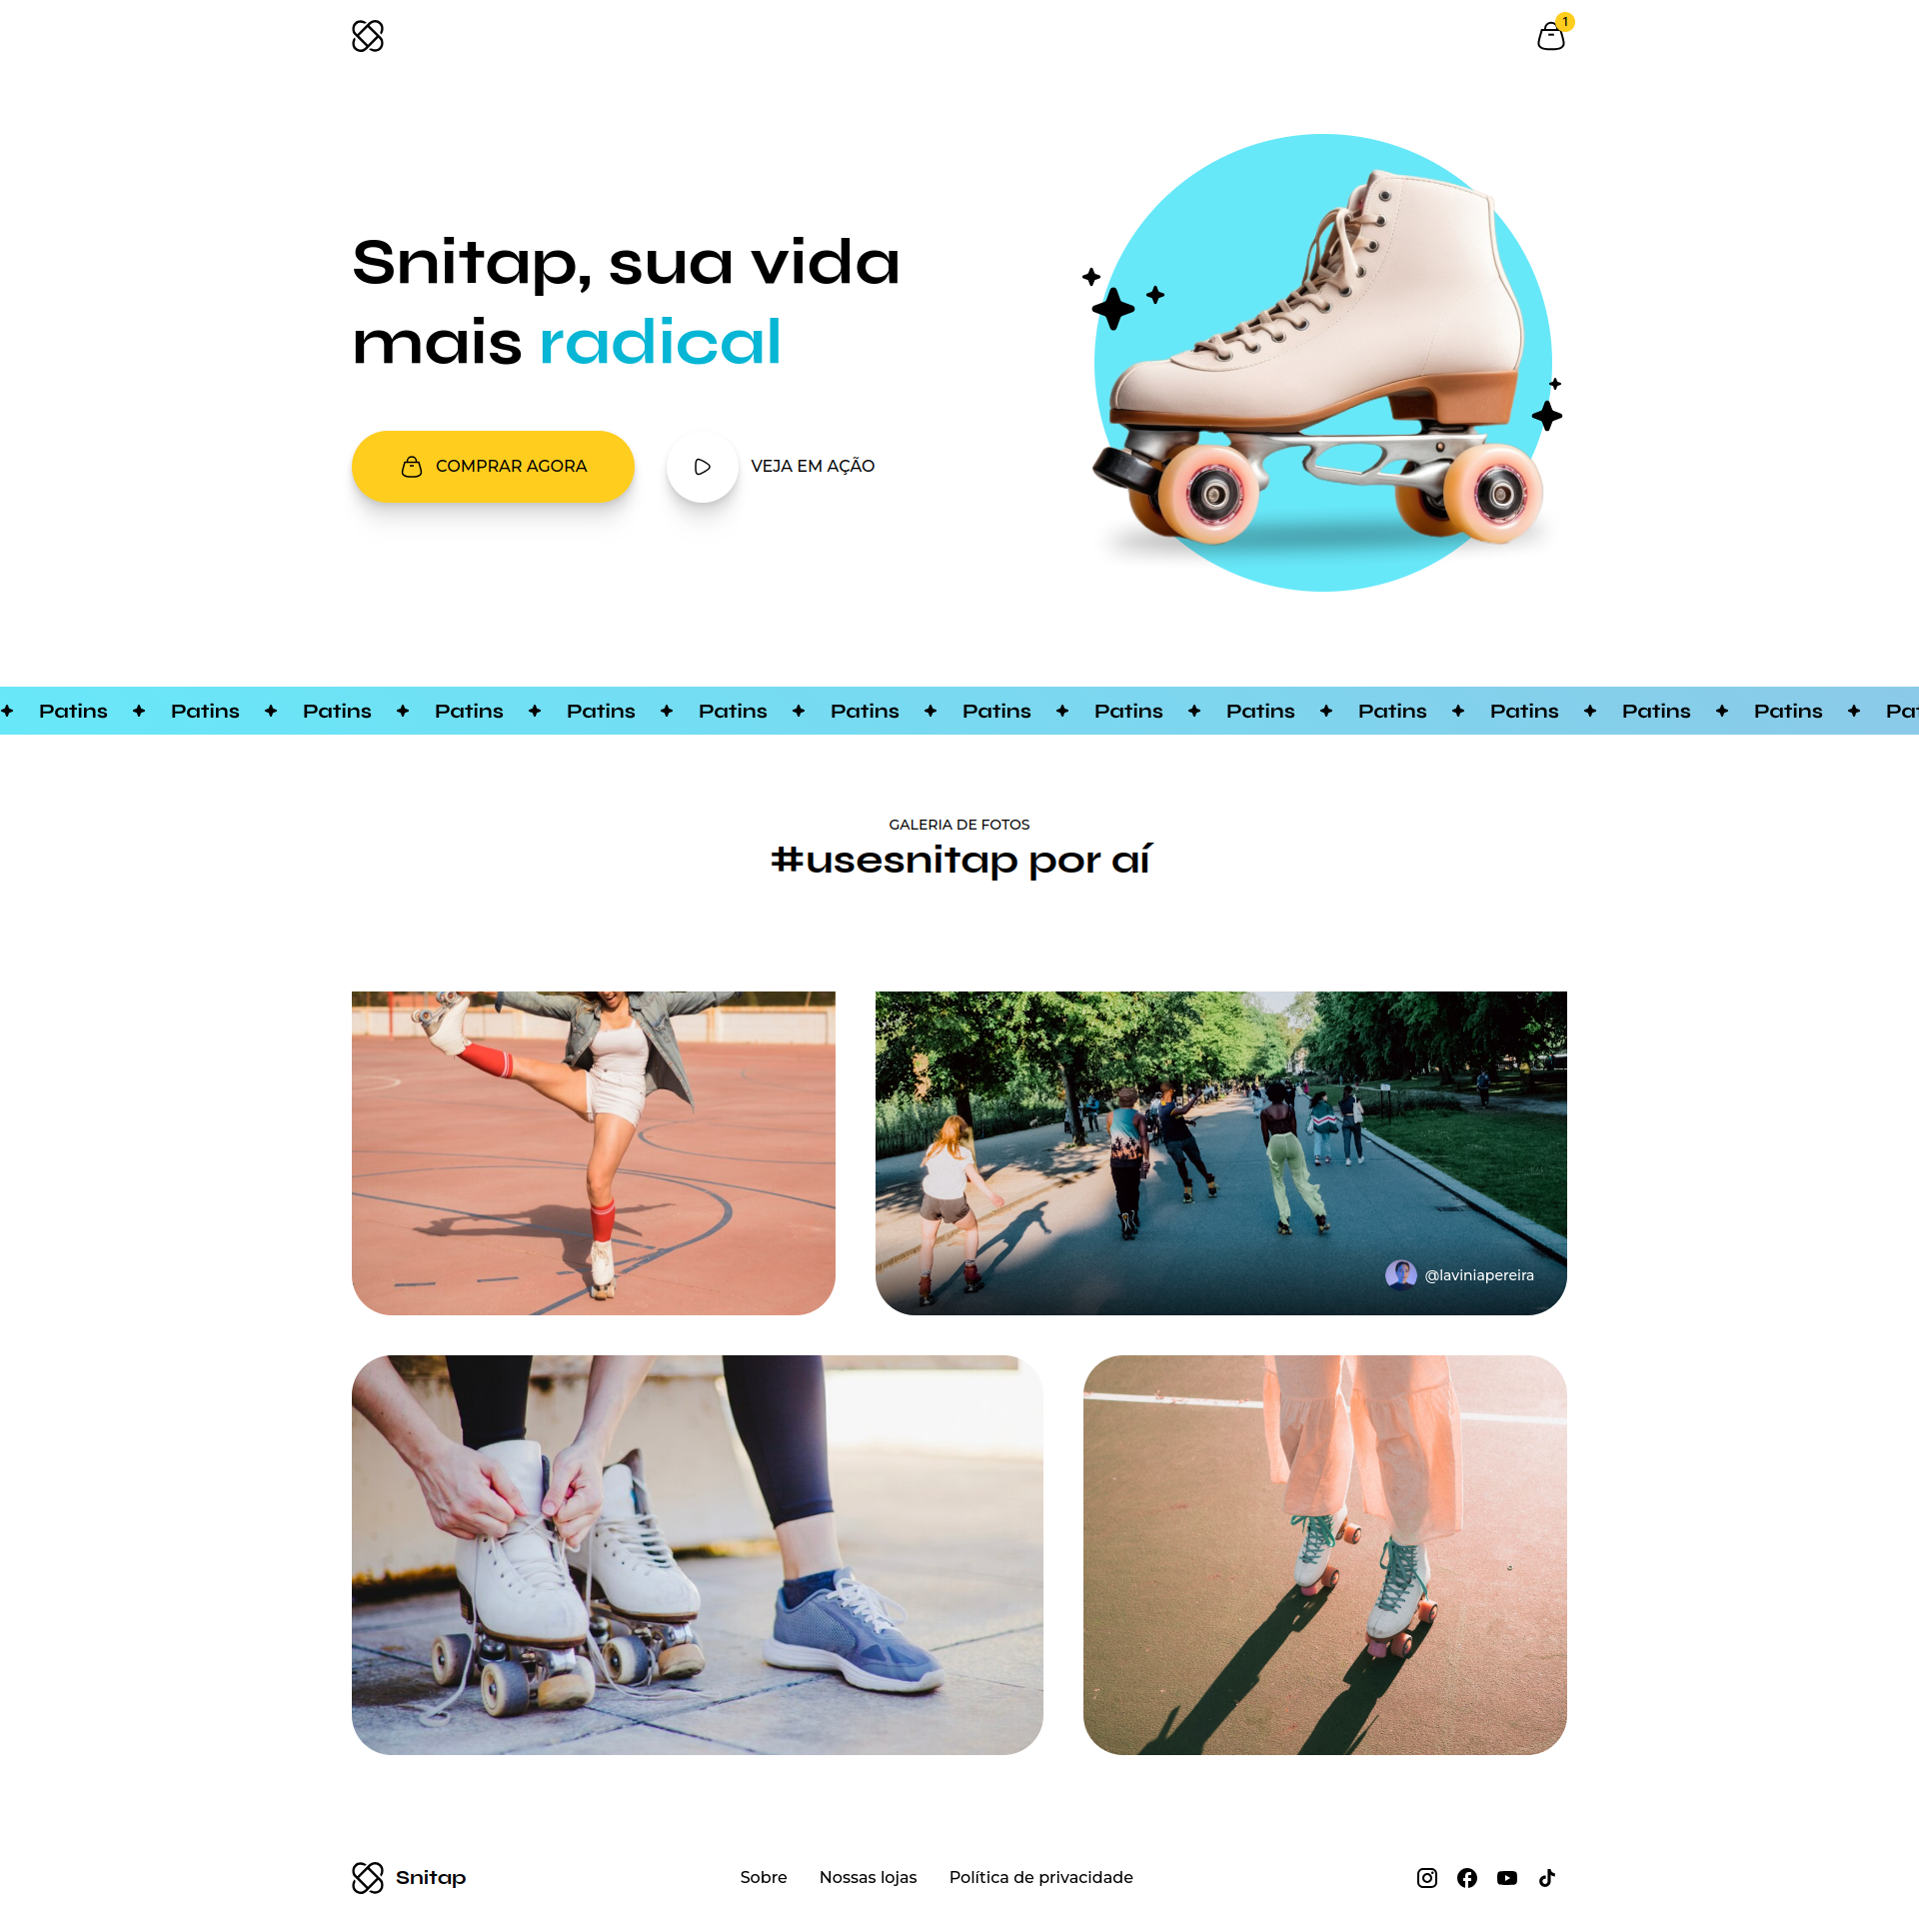 1
Snitap, sua vida
mais radical
COMPRAR AGORA
VEJA EM AÇÃO
Patins Patins Patins Patins Patins Patins Patins Patins Patins Patins Patins Patins Patins Patins Pat
GALERIA DE FOTOS
#usesnitap por aí
@laviniapereira
Snitap
Sobre
Nossas lojas
Política de privacidade